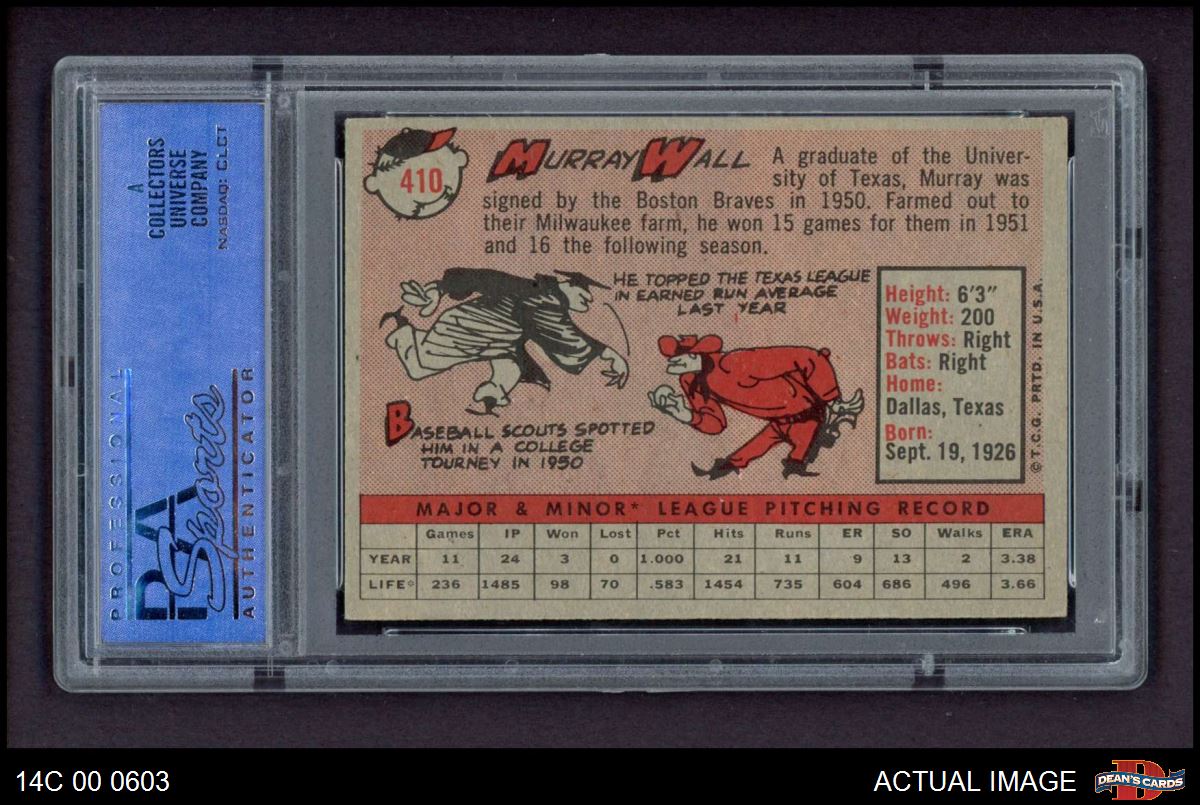 A
COLLECTORS
UNIVERSE
COMPANY
NASDAQ: CLCT
PROFESSIONAL
PSA
Sports
AUTHENTICATOR
410
MURRAY WALL
A graduate of the Univer-
sity of Texas, Murray was
signed by the Boston Braves in 1950. Farmed out to
their Milwaukee farm, he won 15 games for them in 1951
and 16 the following season.
HE TOPPED THE TEXAS LEAGUE
IN EARNED RUN AVERAGE
LAST YEAR
BASEBALL SCOUTS SPOTTED
HIM IN A COLLEGE
TOURNEY IN 1950
Height: 6'3"
Weight: 200
Throws: Right
Bats: Right
Home:
Dallas, Texas
Born:
Sept. 19, 1926
© T.C.G. PRTD. IN U.S.A.
MAJOR & MINOR* LEAGUE PITCHING RECORD
Games IP Won Lost Pct Hits Runs ER SO Walks ERA
YEAR 11 24 3 0 1.000 21 11 9 13 2 3.38
LIFE* 236 1485 98 70 .583 1454 735 604 686 496 3.66
14C 00 0603
ACTUAL IMAGE
D
DEAN'S CARDS